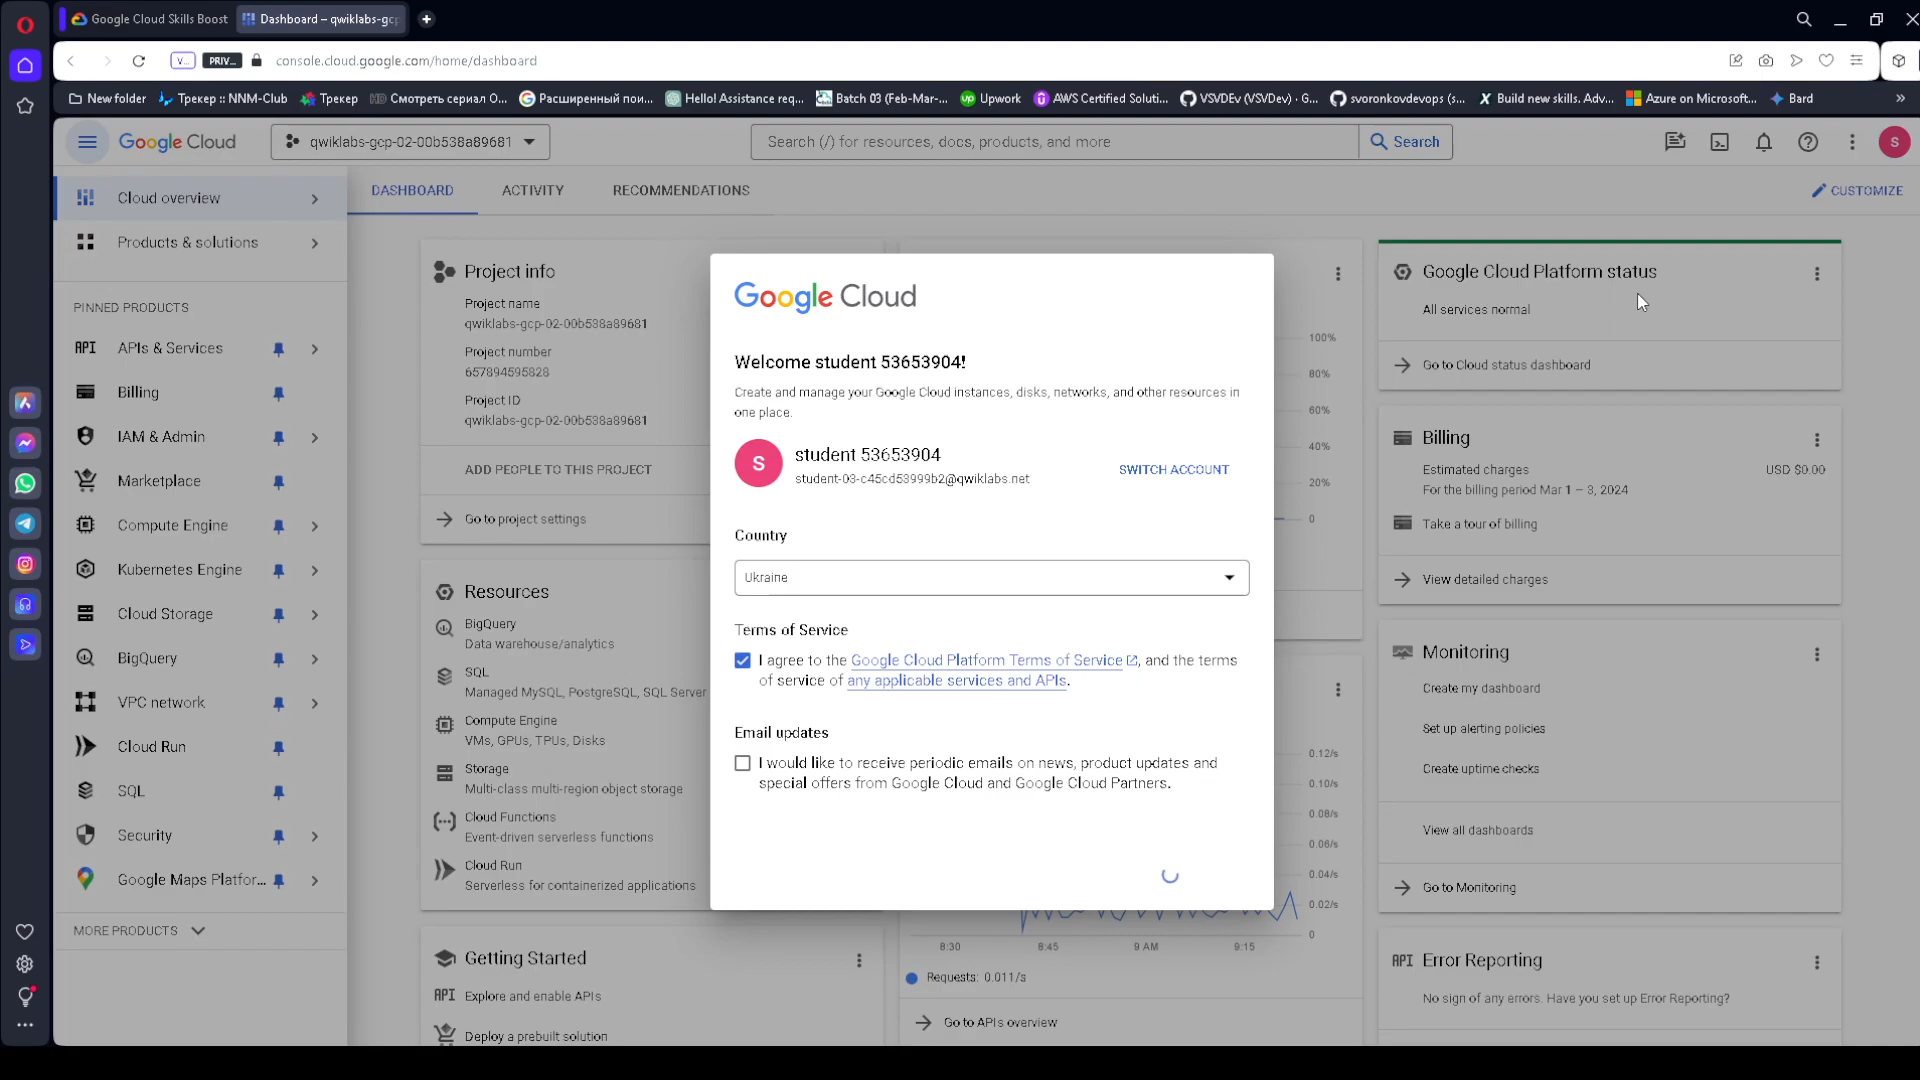 Google Cloud Skills Boost
Dashboard – qwiklabs-gcp
V...
PRIV...
console.cloud.google.com/home/dashboard
New folder
Трекер :: NNM-Club
Трекер
HD Смотреть сериал О...
Расширенный пои...
Hello! Assistance req...
Batch 03 (Feb-Mar-...
Upwork
AWS Certified Soluti...
VSVDEv (VSVDev) · G...
svoronkovdevops (s...
Build new skills. Adv...
Azure on Microsoft...
Bard
»
Google Cloud
qwiklabs-gcp-02-00b538a89681
Search (/) for resources, docs, products, and more
Search
S
Cloud overview
Products & solutions
PINNED PRODUCTS
API APIs & Services
Billing
IAM & Admin
Marketplace
Compute Engine
Kubernetes Engine
Cloud Storage
BigQuery
VPC network
Cloud Run
SQL
Security
Google Maps Platfor...
MORE PRODUCTS
DASHBOARD
ACTIVITY
RECOMMENDATIONS
CUSTOMIZE
Project info
Project name
qwiklabs-gcp-02-00b538a89681
Project number
657894595828
Project ID
qwiklabs-gcp-02-00b538a89681
ADD PEOPLE TO THIS PROJECT
Go to project settings
Resources
BigQuery
Data warehouse/analytics
SQL
Managed MySQL, PostgreSQL, SQL Server
Compute Engine
VMs, GPUs, TPUs, Disks
Storage
Multi-class multi-region object storage
Cloud Functions
Event-driven serverless functions
Cloud Run
Serverless for containerized applications
Getting Started
API Explore and enable APIs
Deploy a prebuilt solution
Google Cloud
Welcome student 53653904!
Create and manage your Google Cloud instances, disks, networks, and other resources in
one place.
S
student 53653904
student-03-c45cd53999b2@qwiklabs.net
SWITCH ACCOUNT
Country
Ukraine
Terms of Service
I agree to the Google Cloud Platform Terms of Service, and the terms
of service of any applicable services and APIs.
Email updates
I would like to receive periodic emails on news, product updates and
special offers from Google Cloud and Google Cloud Partners.
100%
80%
60%
40%
20%
0
0.12/s
0.10/s
0.08/s
0.06/s
0.04/s
0.02/s
0
8:30
8:45
9 AM
9:15
Requests: 0.011/s
Go to APIs overview
Google Cloud Platform status
All services normal
Go to Cloud status dashboard
Billing
Estimated charges
USD $0.00
For the billing period Mar 1 – 3, 2024
Take a tour of billing
View detailed charges
Monitoring
Create my dashboard
Set up alerting policies
Create uptime checks
View all dashboards
Go to Monitoring
API Error Reporting
No sign of any errors. Have you set up Error Reporting?